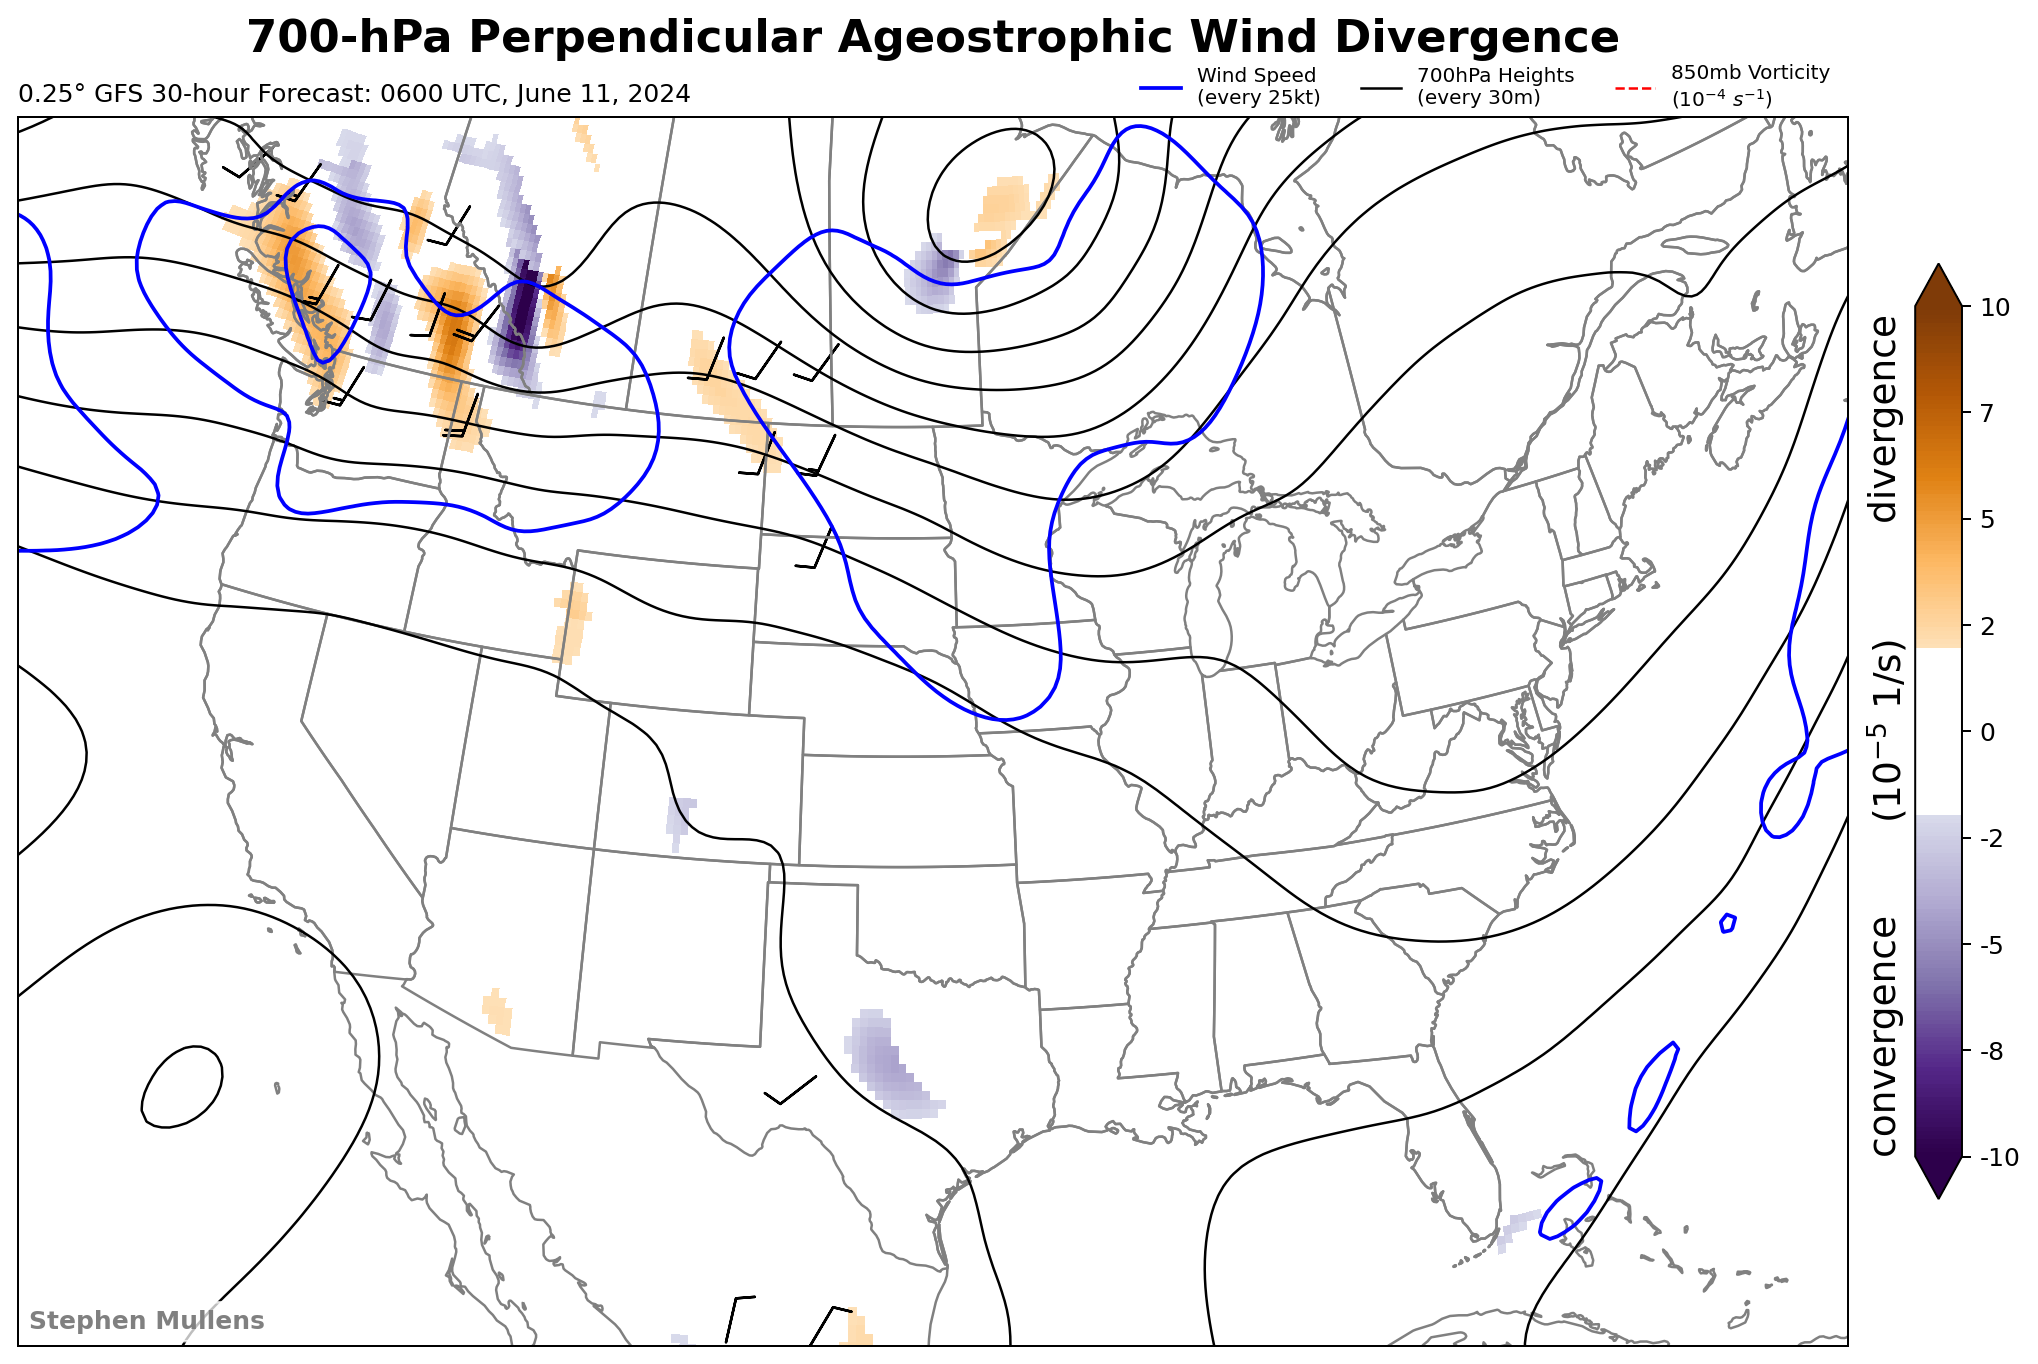 700-hPa Perpendicular Ageostrophic Wind Divergence
0.25° GFS 30-hour Forecast: 0600 UTC, June 11, 2024
Wind Speed
(every 25kt)
700hPa Heights
(every 30m)
850mb Vorticity
(10⁻⁴ s⁻¹)
10
7
5
2
0
-2
-5
-8
-10
convergence (10⁻⁵ 1/s) divergence
Stephen Mullens